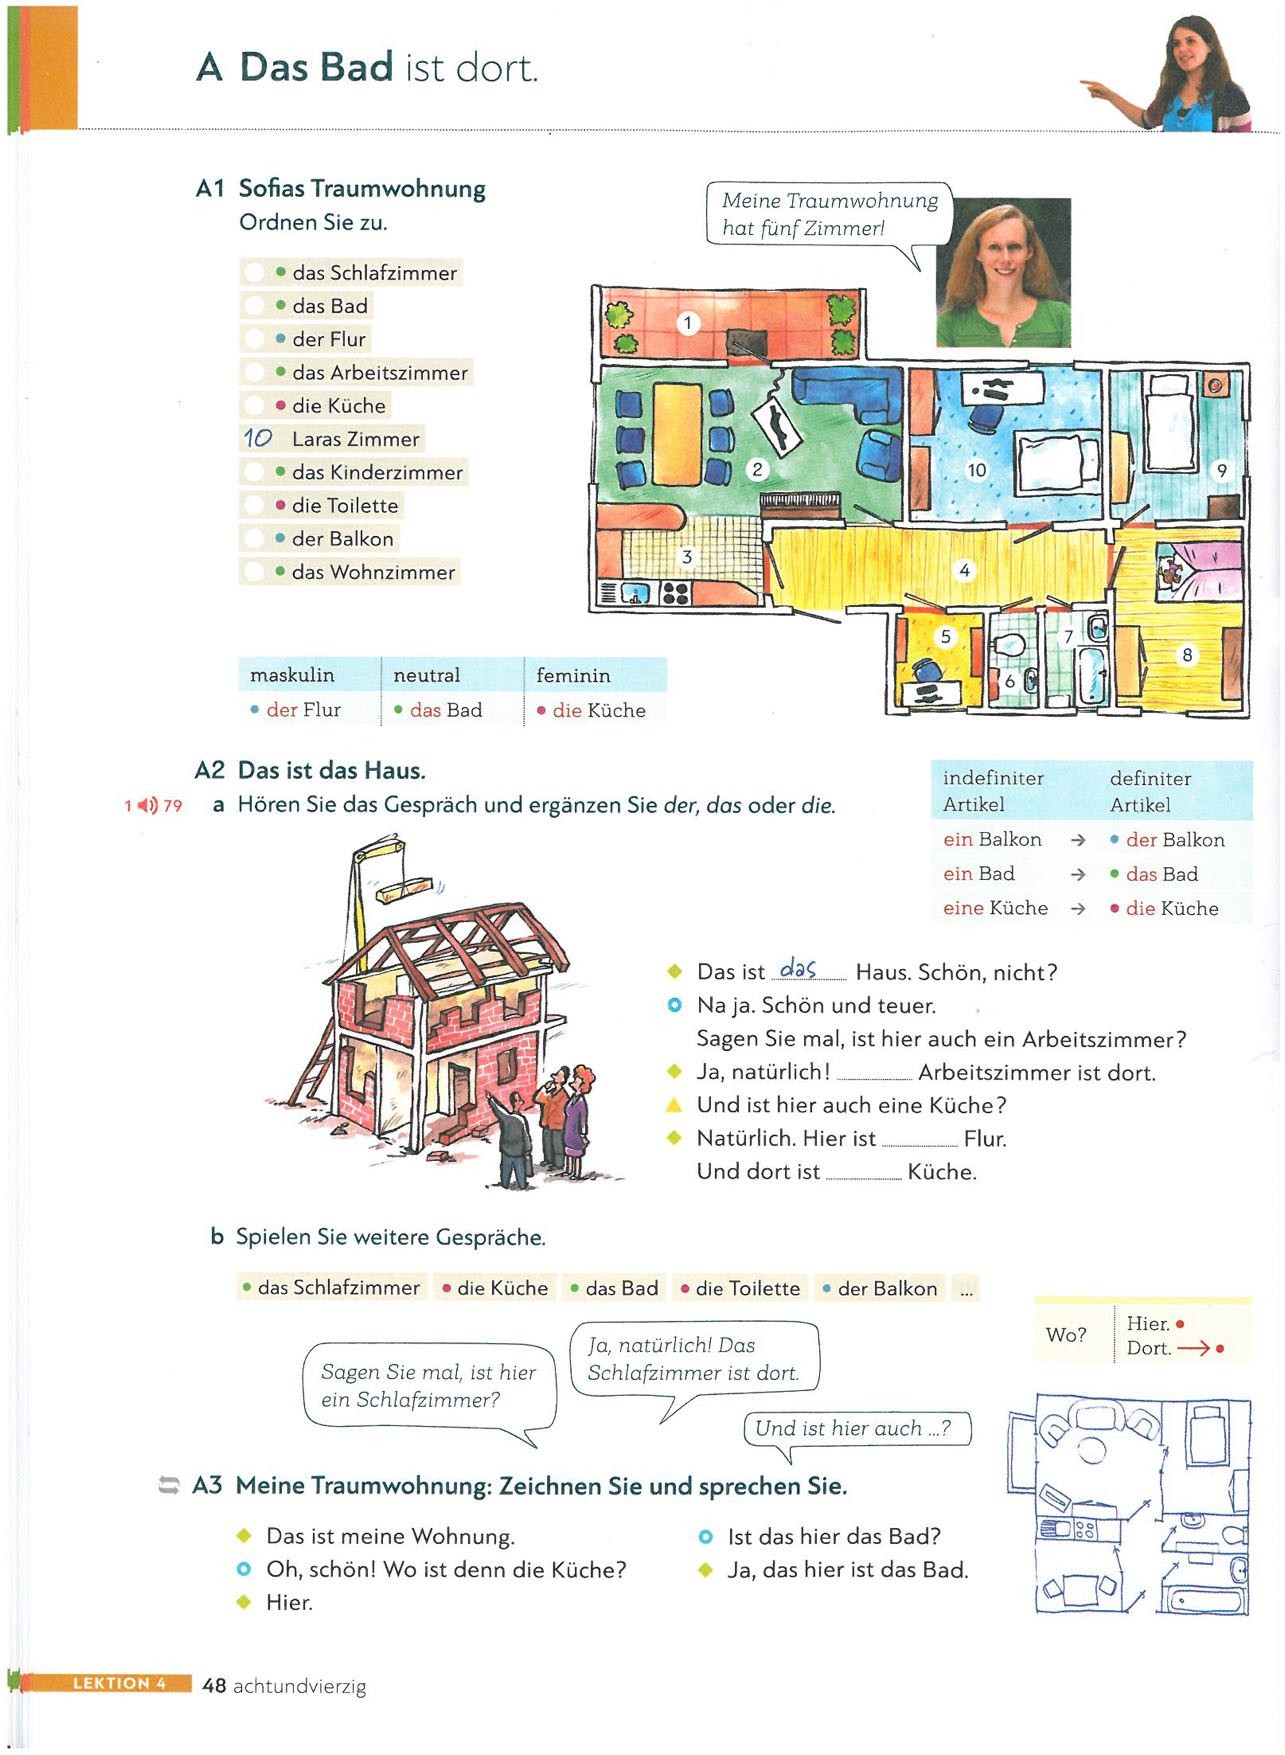 A Das Bad ist dort.
A1 Sofias Traumwohnung
Ordnen Sie zu.
Meine Traumwohnung
hat fünf Zimmer!
das Schlafzimmer
das Bad
der Flur
das Arbeitszimmer
die Küche
10 Laras Zimmer
das Kinderzimmer
die Toilette
der Balkon
das Wohnzimmer
1
2
10
9
3
4
5
6
7
8
maskulin neutral feminin
• der Flur • das Bad • die Küche
A2 Das ist das Haus.
1 79 a Hören Sie das Gespräch und ergänzen Sie der, das oder die.
indefiniter definiter
Artikel Artikel
ein Balkon → • der Balkon
ein Bad → • das Bad
eine Küche → • die Küche
Das ist das Haus. Schön, nicht?
Na ja. Schön und teuer.
Sagen Sie mal, ist hier auch ein Arbeitszimmer?
Ja, natürlich! ________ Arbeitszimmer ist dort.
Und ist hier auch eine Küche?
Natürlich. Hier ist ________ Flur.
Und dort ist ________ Küche.
b Spielen Sie weitere Gespräche.
• das Schlafzimmer • die Küche • das Bad • die Toilette • der Balkon ...
Wo? Hier. •
Dort. → •
Sagen Sie mal, ist hier
ein Schlafzimmer?
Ja, natürlich! Das
Schlafzimmer ist dort.
Und ist hier auch ...?
A3 Meine Traumwohnung: Zeichnen Sie und sprechen Sie.
Das ist meine Wohnung.
Oh, schön! Wo ist denn die Küche?
Hier.
Ist das hier das Bad?
Ja, das hier ist das Bad.
LEKTION 4 48 achtundvierzig